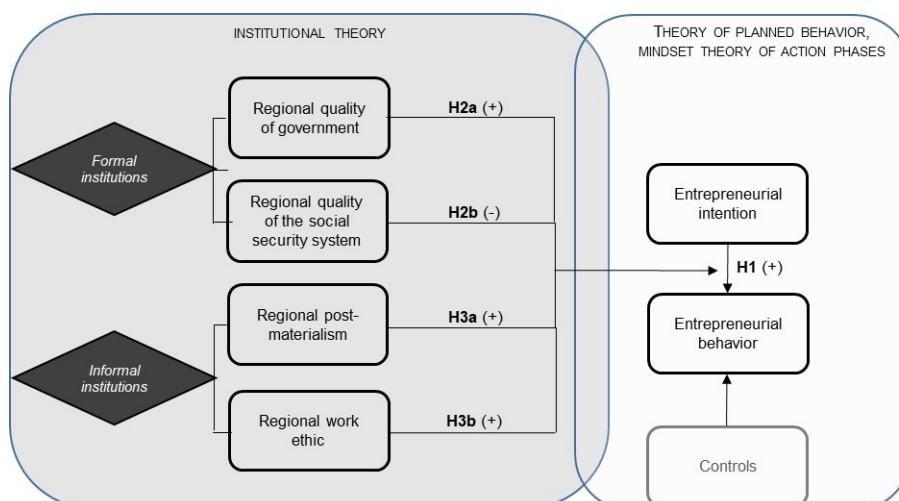 INSTITUTIONAL THEORY
THEORY OF PLANNED BEHAVIOR,
MINDSET THEORY OF ACTION PHASES
Regional quality
of government
H2a (+)
Formal
institutions
Regional quality
of the social
security system
H2b (-)
Entrepreneurial
intention
H1 (+)
Regional post-
materialism
H3a (+)
Entrepreneurial
behavior
Informal
institutions
Regional work
ethic
H3b (+)
Controls